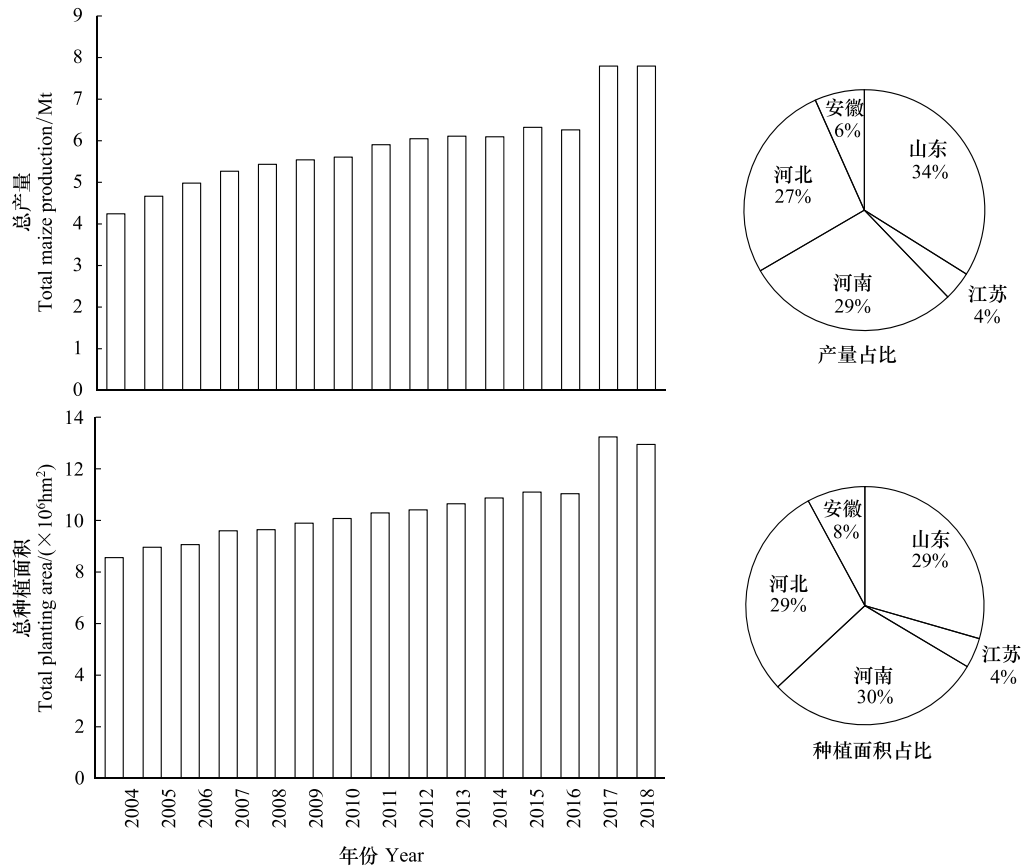 9
8
7
6
5
4
3
2
1
0
总产量
Total maize production/Mt
安徽
6%
山东
34%
河北
27%
河南
29%
江苏
4%
产量占比
14
12
10
8
6
4
2
0
总种植面积
Total planting area/(×10⁶hm²)
2004 2005 2006 2007 2008 2009 2010 2011 2012 2013 2014 2015 2016 2017 2018
年份 Year
安徽
8%
山东
29%
河北
29%
江苏
4%
河南
30%
种植面积占比